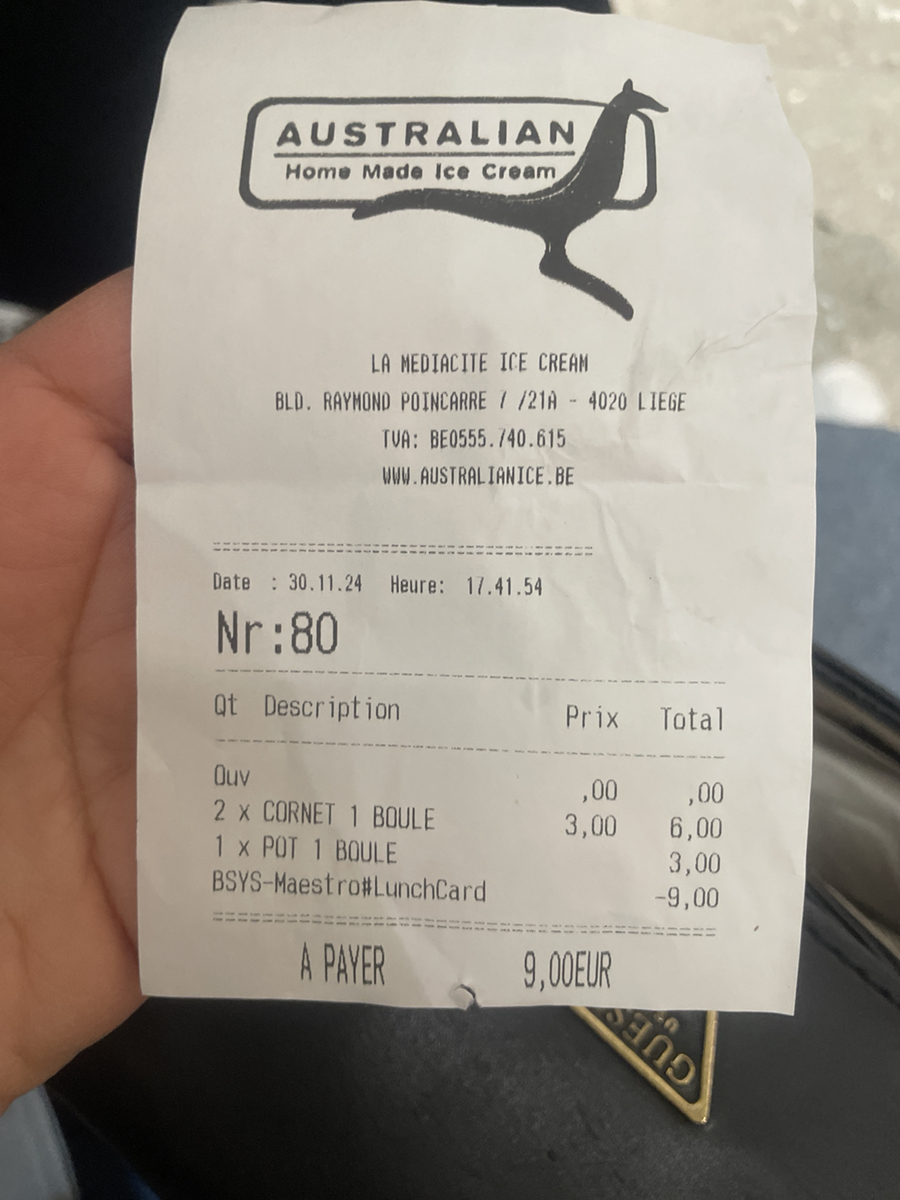 AUSTRALIAN
Home Made Ice Cream
LA MEDIACITE ICE CREAM
BLD. RAYMOND POINCARRE 7 /21A - 4020 LIEGE
TVA: BE0555.740.615
WWW.AUSTRALIANICE.BE
Date : 30.11.24 Heure: 17.41.54
Nr:80
Qt Description Prix Total
Ouv ,00 ,00
2 x CORNET 1 BOULE 3,00 6,00
1 x POT 1 BOULE 3,00
BSYS-Maestro#LunchCard -9,00
A PAYER 9,00EUR
GUES